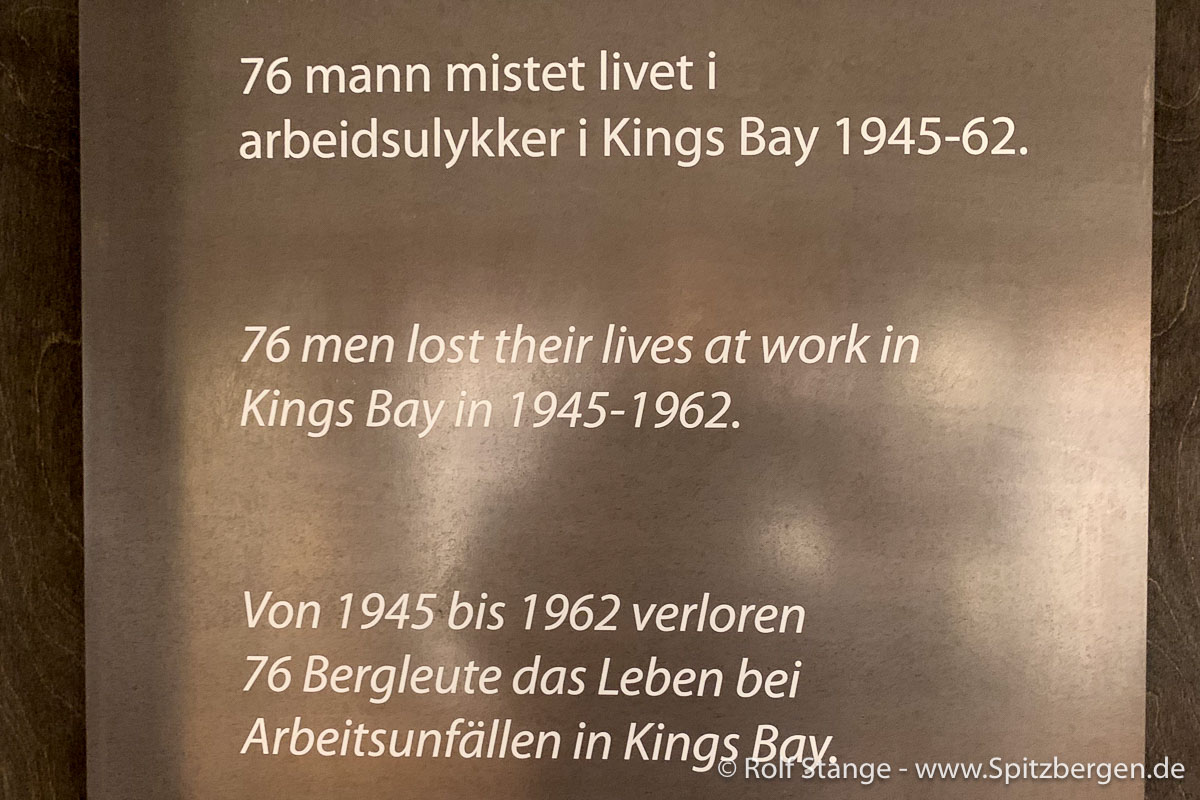 76 mann mistet livet i
arbeidsulykker i Kings Bay 1945-62.
76 men lost their lives at work in
Kings Bay in 1945-1962.
Von 1945 bis 1962 verloren
76 Bergleute das Leben bei
Arbeitsunfällen in Kings Bay.
© Rolf Stange - www.Spitzbergen.de